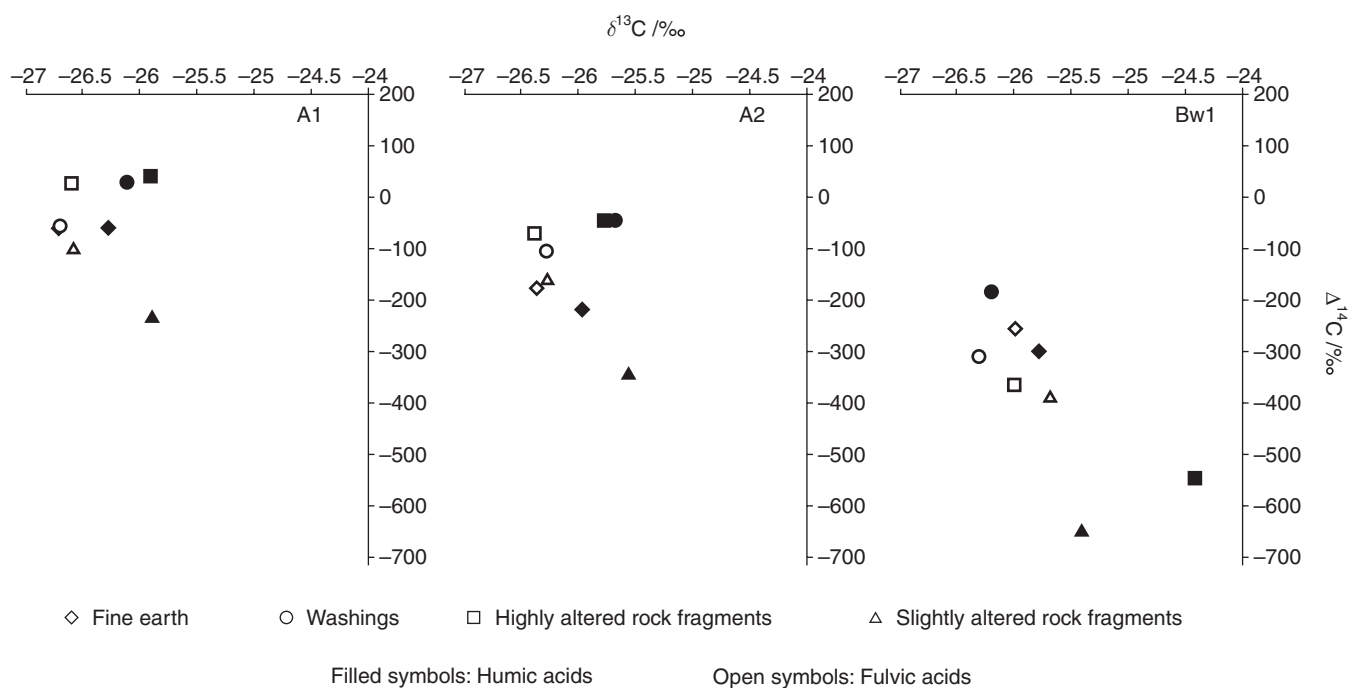 δ¹³C /‰
–27 –26.5 –26 –25.5 –25 –24.5 –24
–27 –26.5 –26 –25.5 –25 –24.5 –24
–27 –26.5 –26 –25.5 –25 –24.5 –24
200
100
0
–100
–200
–300
–400
–500
–600
–700
A1
200
100
0
–100
–200
–300
–400
–500
–600
–700
A2
200
100
0
–100
–200
–300
–400
–500
–600
–700
Bw1
Δ¹⁴C /‰
Fine earth
Washings
Highly altered rock fragments
Slightly altered rock fragments
Filled symbols: Humic acids
Open symbols: Fulvic acids